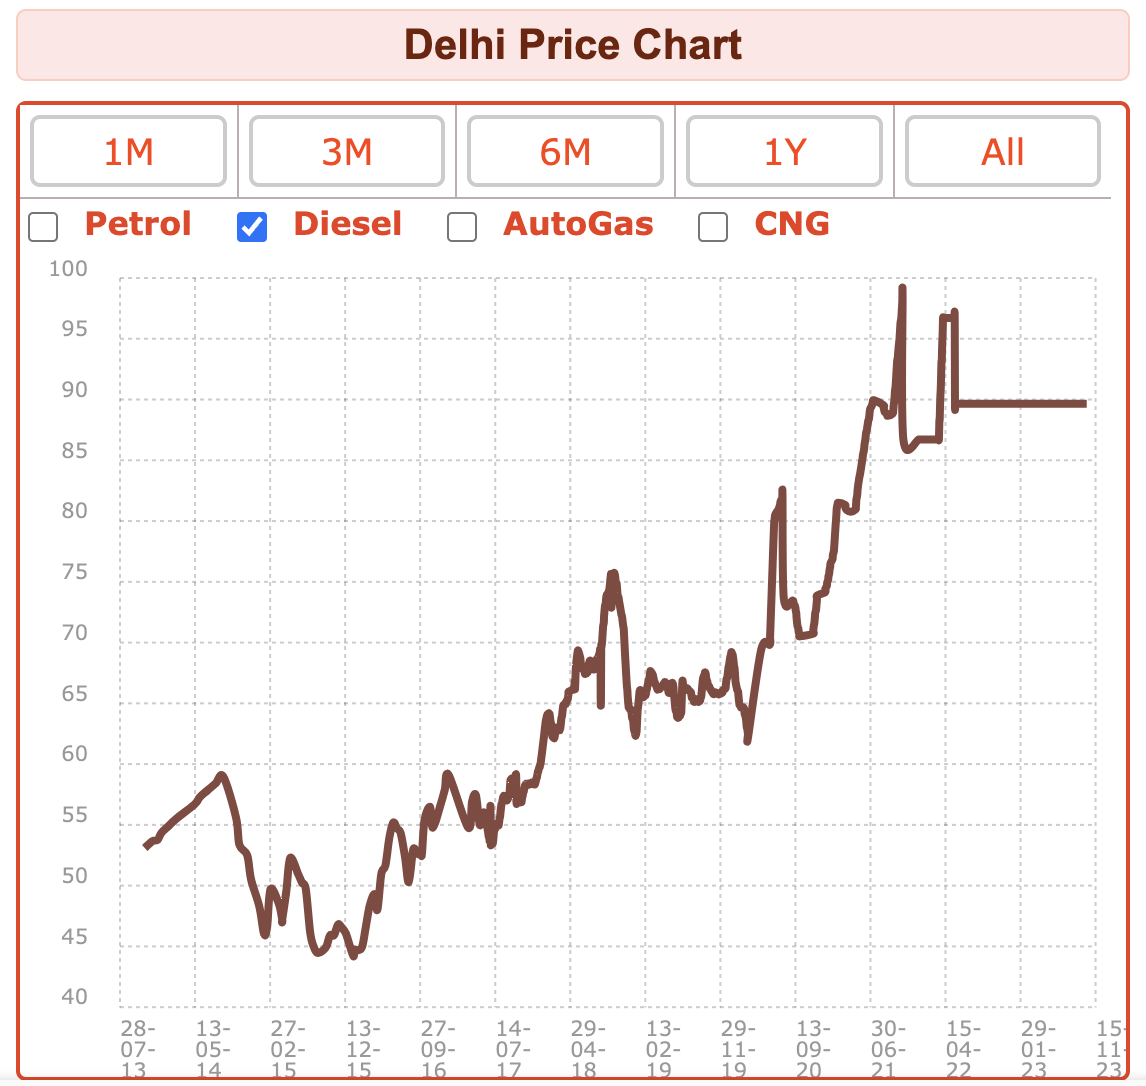 Delhi Price Chart
1M 3M 6M 1Y All
Petrol Diesel AutoGas CNG
100
95
90
85
80
75
70
65
60
55
50
45
40
28- 13- 27- 13- 27- 14- 29- 13- 29- 13- 30- 15- 29- 15-
07- 05- 02- 12- 09- 07- 04- 02- 11- 09- 06- 04- 01- 11-
13 14 15 15 16 17 18 19 19 20 21 22 23 23